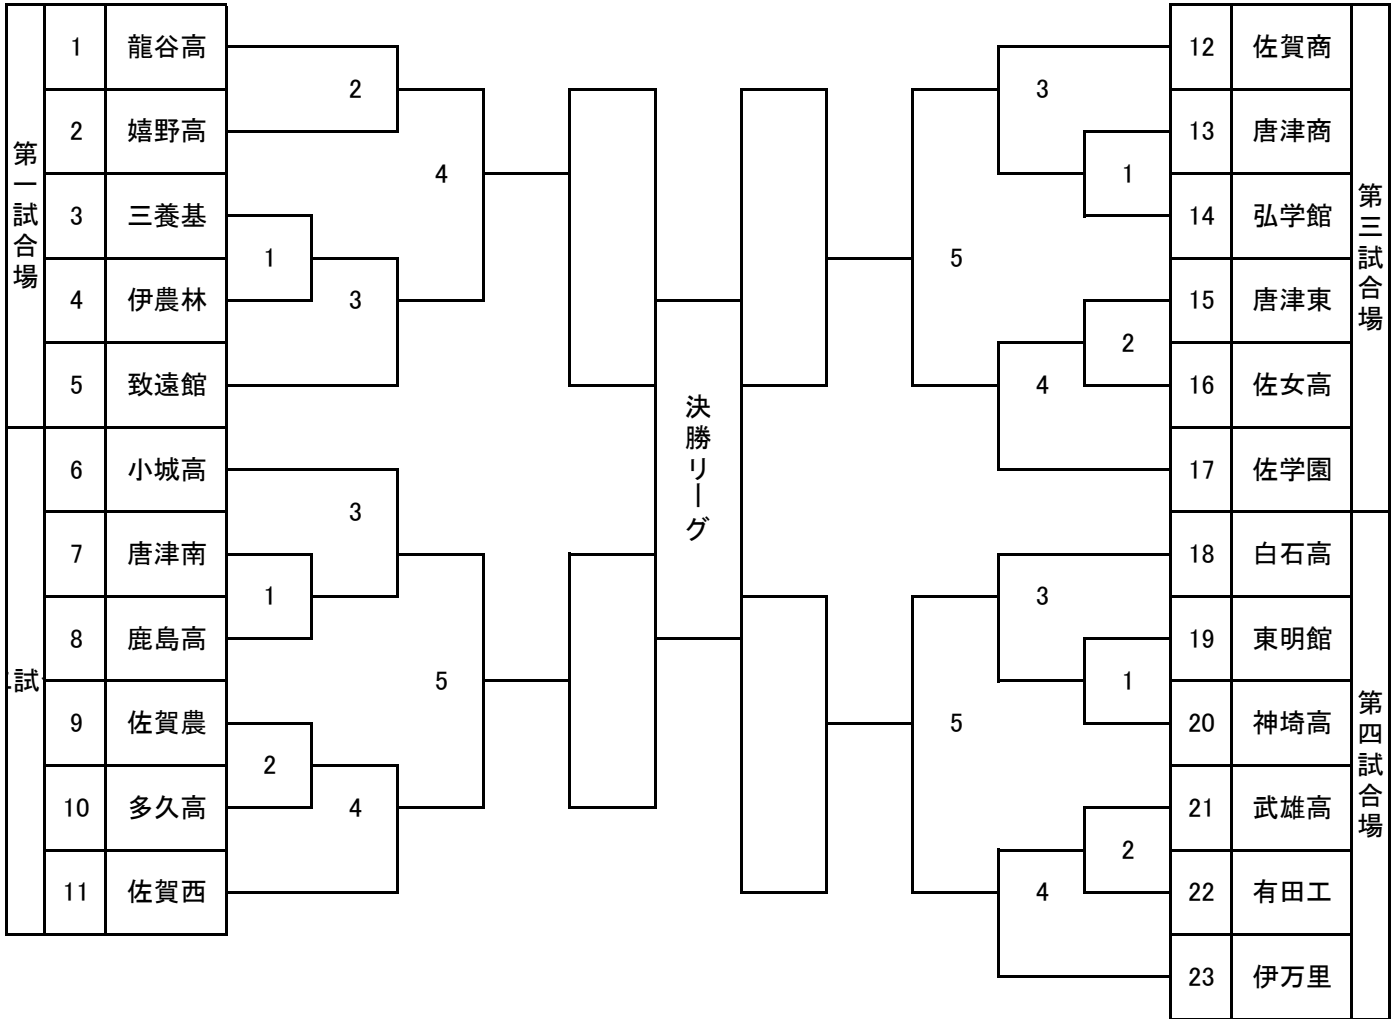 第一試合場
1 龍谷高
2 嬉野高
3 三養基
4 伊農林
5 致遠館
試
6 小城高
7 唐津南
8 鹿島高
9 佐賀農
10 多久高
11 佐賀西
2
1
3
4
3
1
2
4
5
決勝リーグ
3
1
2
4
5
3
1
2
4
5
12 佐賀商
13 唐津商
14 弘学館
15 唐津東
16 佐女高
17 佐学園
第三試合場
18 白石高
19 東明館
20 神埼高
21 武雄高
22 有田工
23 伊万里
第四試合場